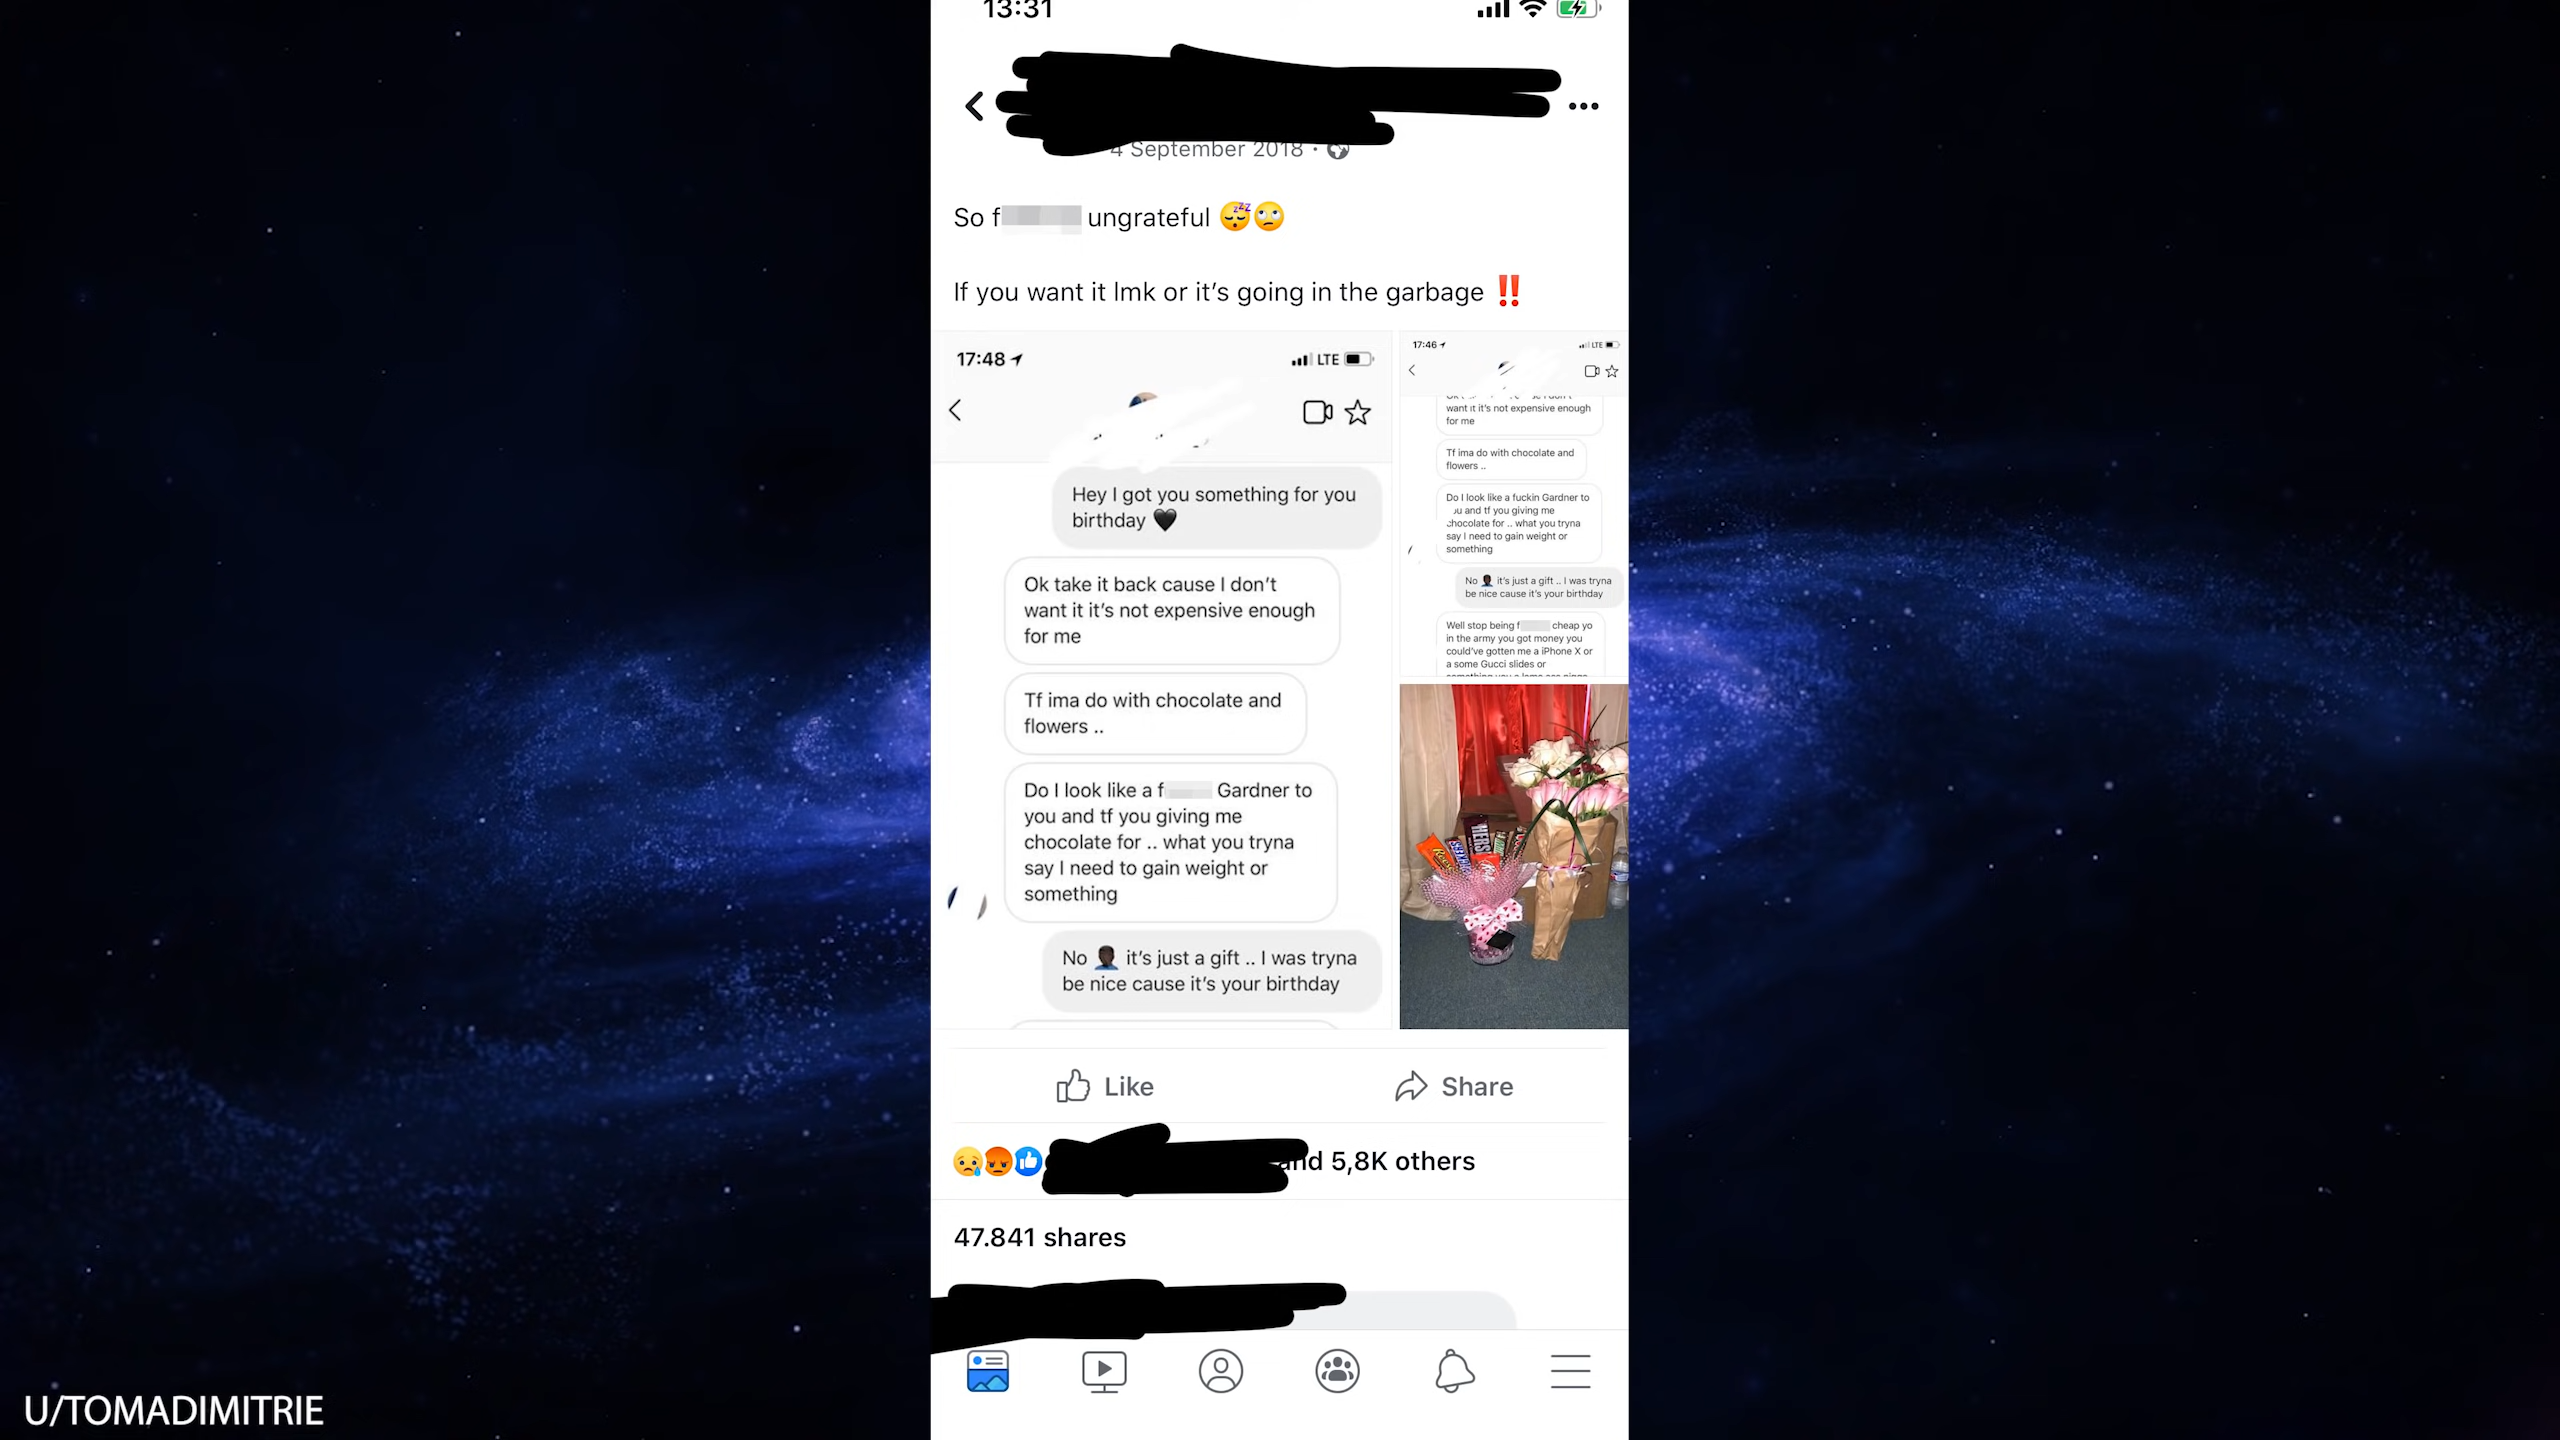 13:31
4 September 2018 ·
So f ungrateful 😴🙄
If you want it lmk or it's going in the garbage ‼️
17:48
LTE
Hey I got you something for you
birthday 🖤
Ok take it back cause I don't
want it it's not expensive enough
for me
Tf ima do with chocolate and
flowers ..
Do I look like a f Gardner to
you and tf you giving me
chocolate for .. what you tryna
say I need to gain weight or
something
No 🤦🏿‍♂️ it's just a gift .. I was tryna
be nice cause it's your birthday
17:46
LTE
want it it's not expensive enough
for me
Tf ima do with chocolate and
flowers ..
Do I look like a fuckin Gardner to
ou and tf you giving me
chocolate for .. what you tryna
say I need to gain weight or
something
No 🤦🏿‍♂️ it's just a gift .. I was tryna
be nice cause it's your birthday
Well stop being f cheap yo
in the army you got money you
could've gotten me a iPhone X or
a some Gucci slides or
Like
Share
and 5,8K others
47.841 shares
U/TOMADIMITRIE